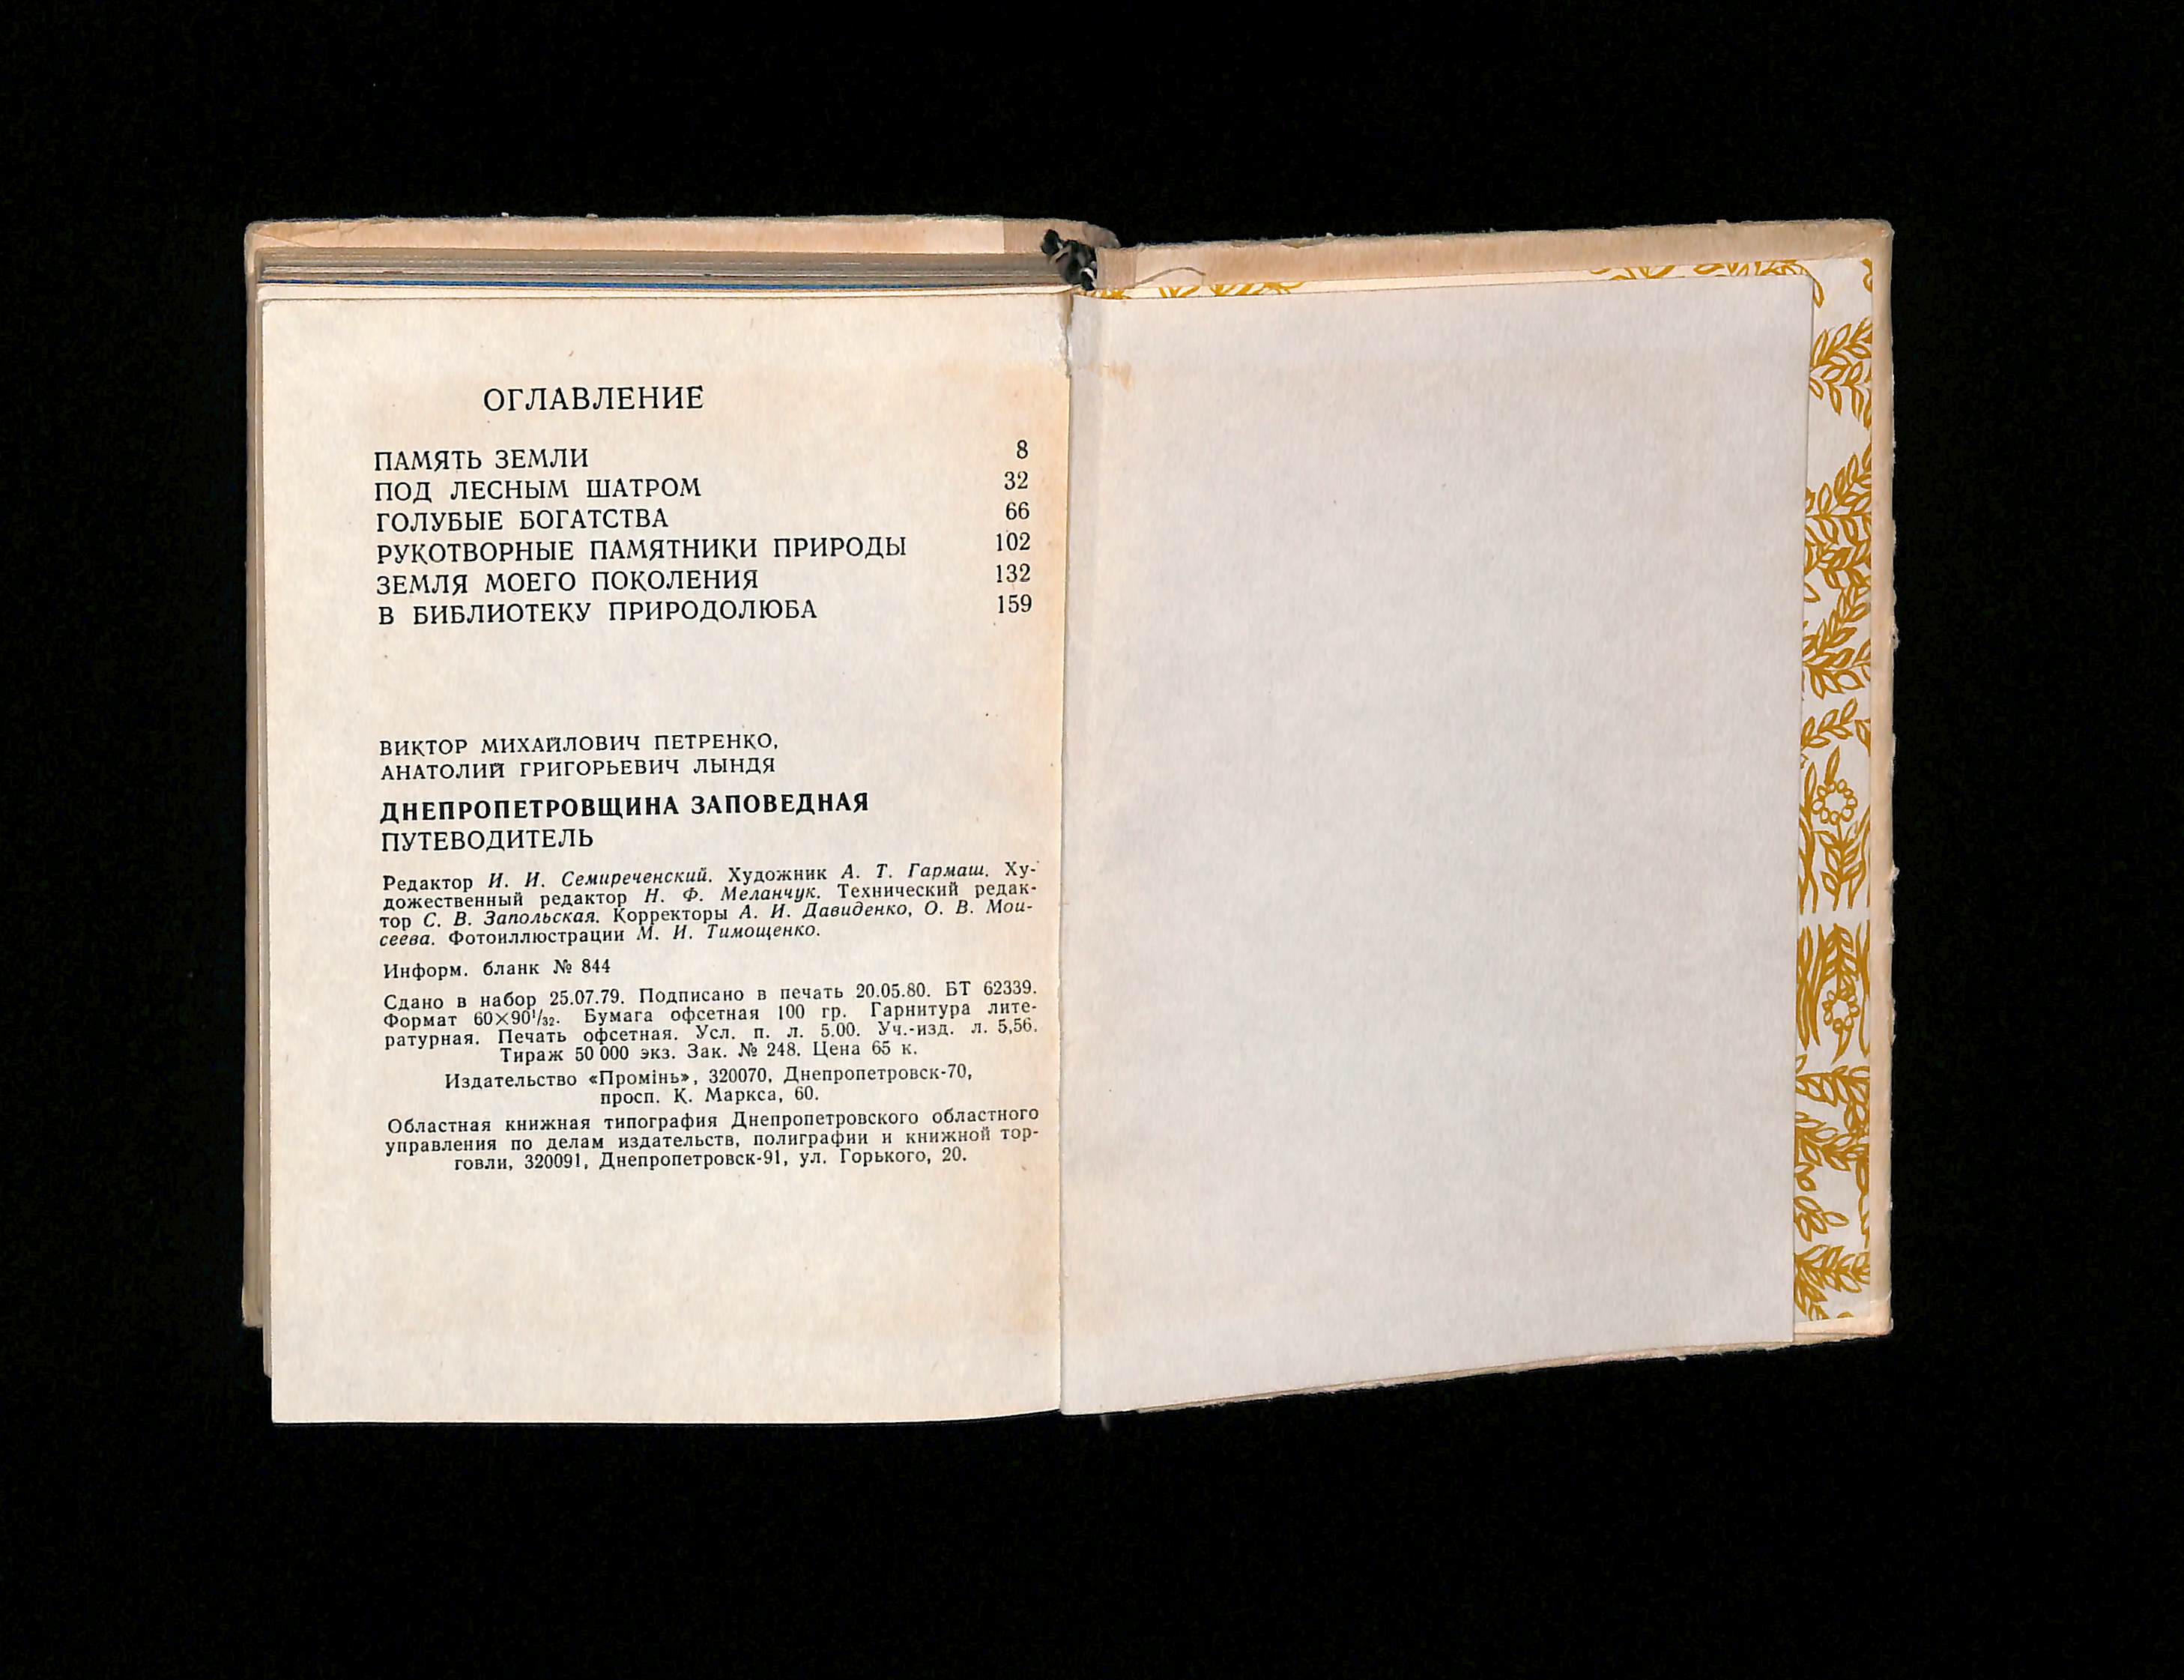 ОГЛАВЛЕНИЕ
ПАМЯТЬ ЗЕМЛИ 8
ПОД ЛЕСНЫМ ШАТРОМ 32
ГОЛУБЫЕ БОГАТСТВА 66
РУКОТВОРНЫЕ ПАМЯТНИКИ ПРИРОДЫ 102
ЗЕМЛЯ МОЕГО ПОКОЛЕНИЯ 132
В БИБЛИОТЕКУ ПРИРОДОЛЮБА 159
ВИКТОР МИХАЙЛОВИЧ ПЕТРЕНКО,
АНАТОЛИЙ ГРИГОРЬЕВИЧ ЛЫНДЯ
ДНЕПРОПЕТРОВЩИНА ЗАПОВЕДНАЯ
ПУТЕВОДИТЕЛЬ
Редактор И. И. Семиреченский. Художник А. Т. Гармаш. Ху-
дожественный редактор Н. Ф. Меланчук. Технический редак-
тор С. В. Запольская. Корректоры А. И. Давиденко, О. В. Мои-
сеева. Фотоиллюстрации М. И. Тимощенко.
Информ. бланк № 844
Сдано в набор 25.07.79. Подписано в печать 20.05.80. БТ 62339.
Формат 60×90¹/₃₂. Бумага офсетная 100 гр. Гарнитура лите-
ратурная. Печать офсетная. Усл. п. л. 5.00. Уч.-изд. л. 5,56.
Тираж 50 000 экз. Зак. № 248. Цена 65 к.
Издательство «Промінь», 320070, Днепропетровск-70,
просп. К. Маркса, 60.
Областная книжная типография Днепропетровского областного
управления по делам издательств, полиграфии и книжной тор-
говли, 320091, Днепропетровск-91, ул. Горького, 20.